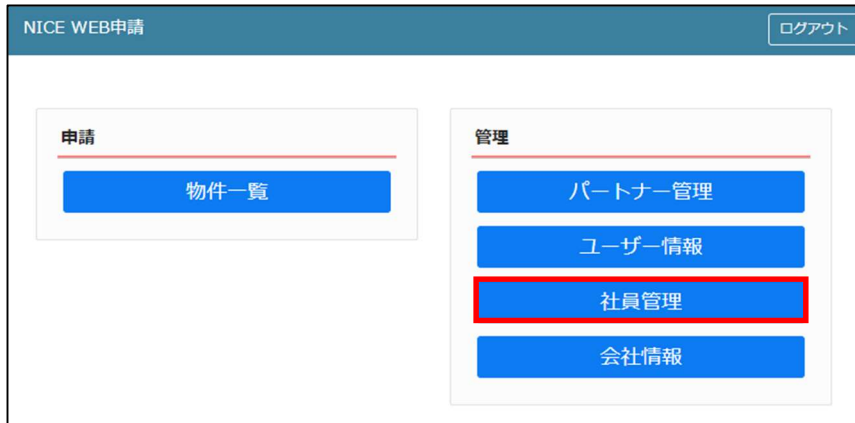 NICE WEB申請
ログアウト
申請
物件一覧
管理
パートナー管理
ユーザー情報
社員管理
会社情報